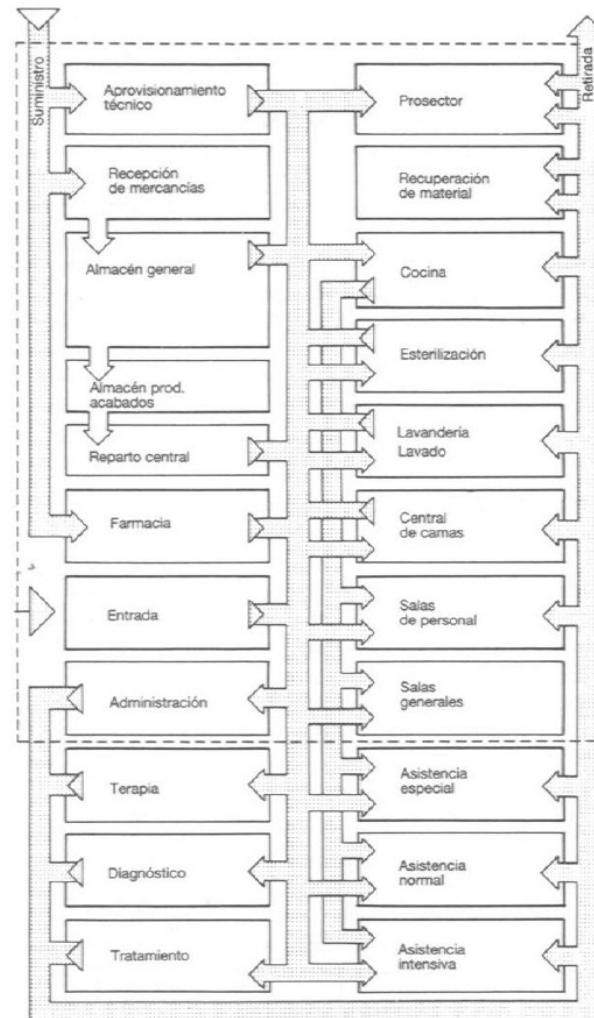 Suministro
Retirada
Aprovisionamiento
técnico
Prosector
Recepción
de mercancías
Recuperación
de material
Almacén general
Cocina
Esterilización
Almacén prod.
acabados
Lavandería
Lavado
Reparto central
Farmacia
Central
de camas
Entrada
Salas
de personal
Administración
Salas
generales
Terapia
Asistencia
especial
Diagnóstico
Asistencia
normal
Tratamiento
Asistencia
intensiva